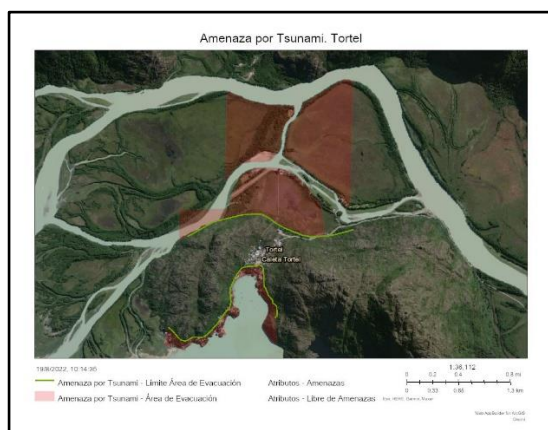 Amenaza por Tsunami. Tortel
Tortel
Caleta Tortel
19/8/2022, 10:14:36
Amenaza por Tsunami - Límite Área de Evacuación
Amenaza por Tsunami - Área de Evacuación
Atributos - Amenazas
Atributos - Libre de Amenazas
1:36,112
0 0.2 0.4 0.8 mi
0 0.33 0.65 1.3 km